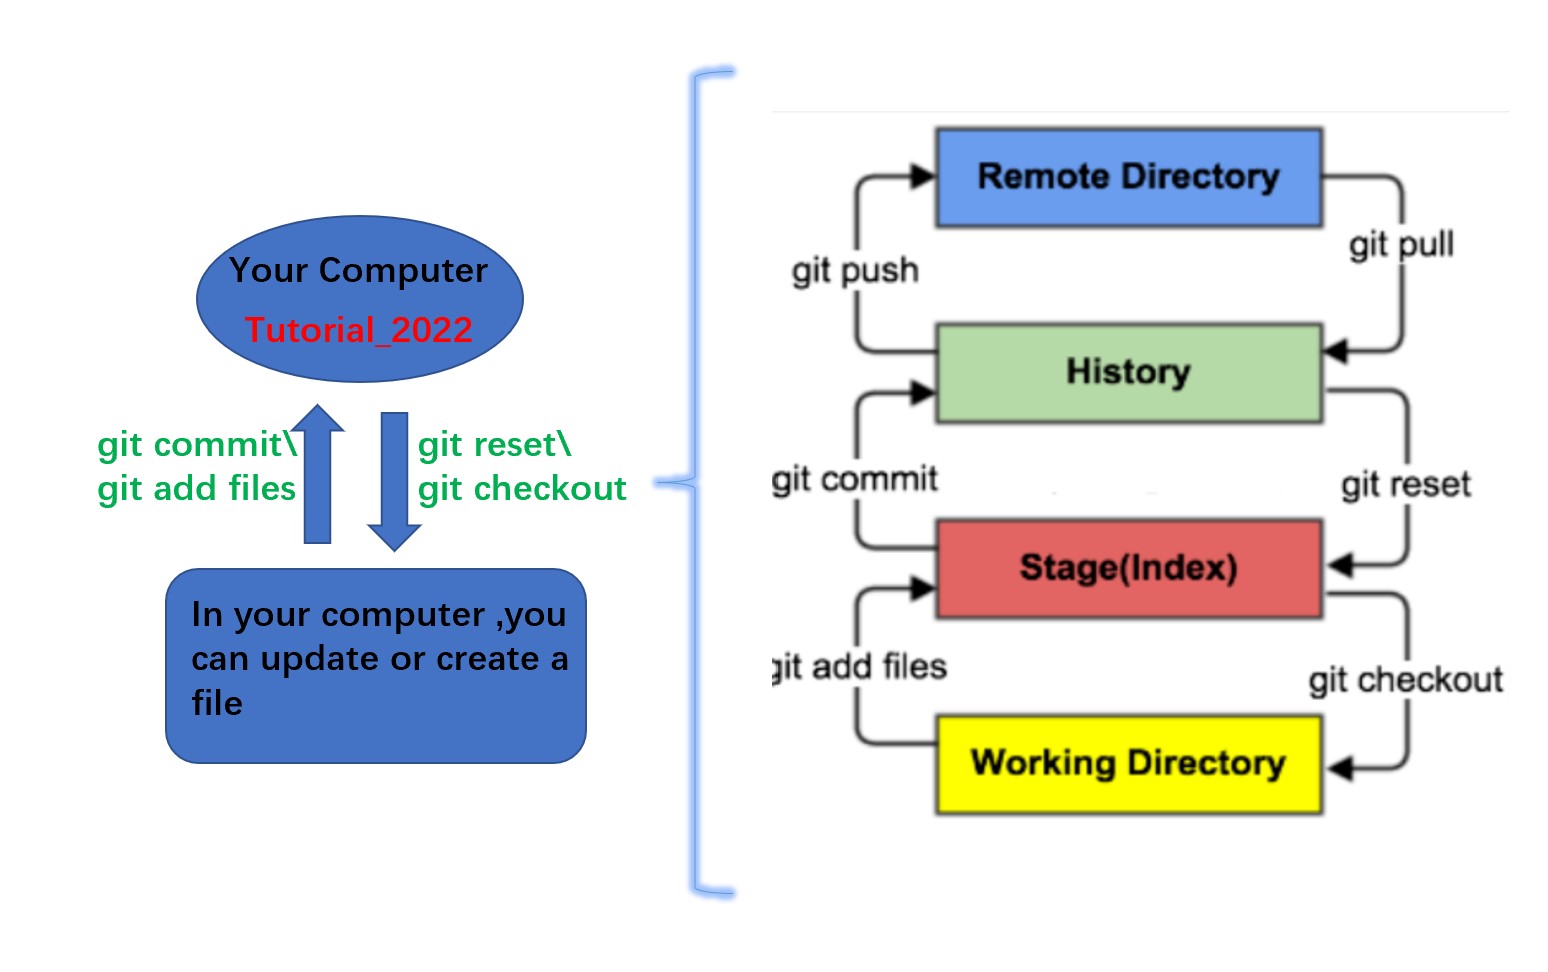 Your Computer
Tutorial_2022
git commit\
git add files
git reset\
git checkout
In your computer ,you
can update or create a
file
Remote Directory
git pull
git push
History
git commit
git reset
Stage(Index)
git add files
git checkout
Working Directory